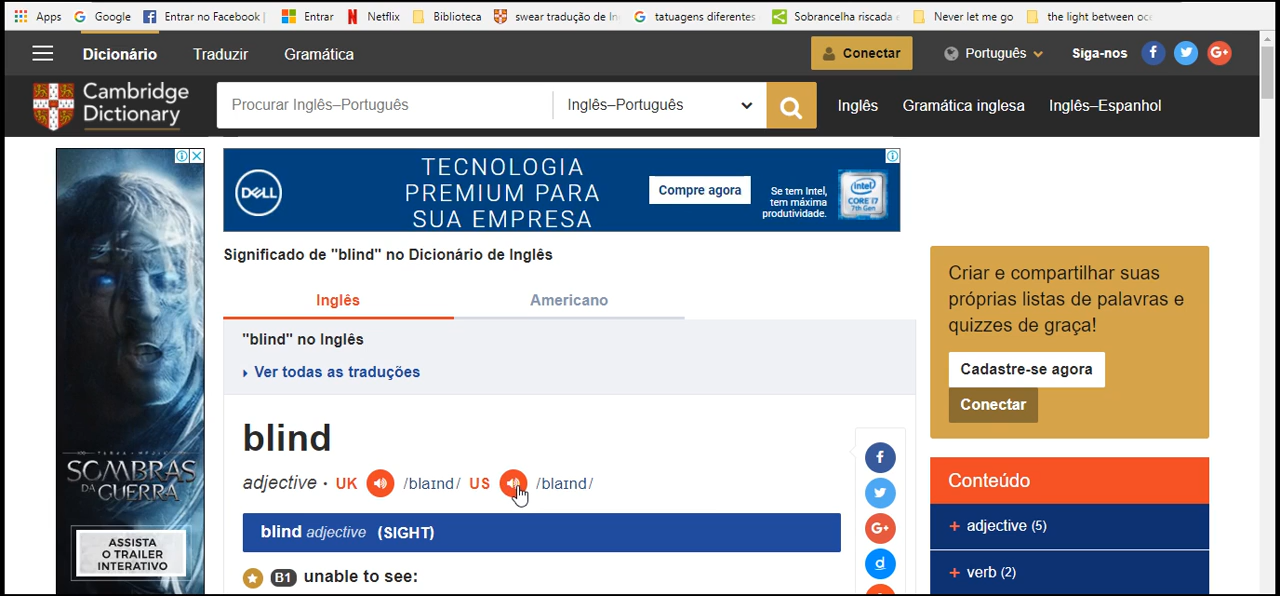 Apps Google Entrar no Facebook Entrar Netflix Biblioteca swear tradução de In tatuagens diferentes Sobrancelha riscada Never let me go the light between oce
Dicionário Traduzir Gramática Conectar Português Siga-nos
Cambridge
Dictionary
Procurar Inglês–Português Inglês–Português Inglês Gramática inglesa Inglês–Espanhol
DELL
TECNOLOGIA
PREMIUM PARA
SUA EMPRESA
Compre agora
Se tem Intel,
tem máxima
produtividade.
intel
CORE i7
7th Gen
SOMBRAS
DA GUERRA
ASSISTA
O TRAILER
INTERATIVO
Significado de "blind" no Dicionário de Inglês
Inglês Americano
"blind" no Inglês
Ver todas as traduções
blind
adjective · UK /blaɪnd/ US /blaɪnd/
blind adjective (SIGHT)
B1 unable to see:
Criar e compartilhar suas
próprias listas de palavras e
quizzes de graça!
Cadastre-se agora
Conectar
Conteúdo
+ adjective (5)
+ verb (2)